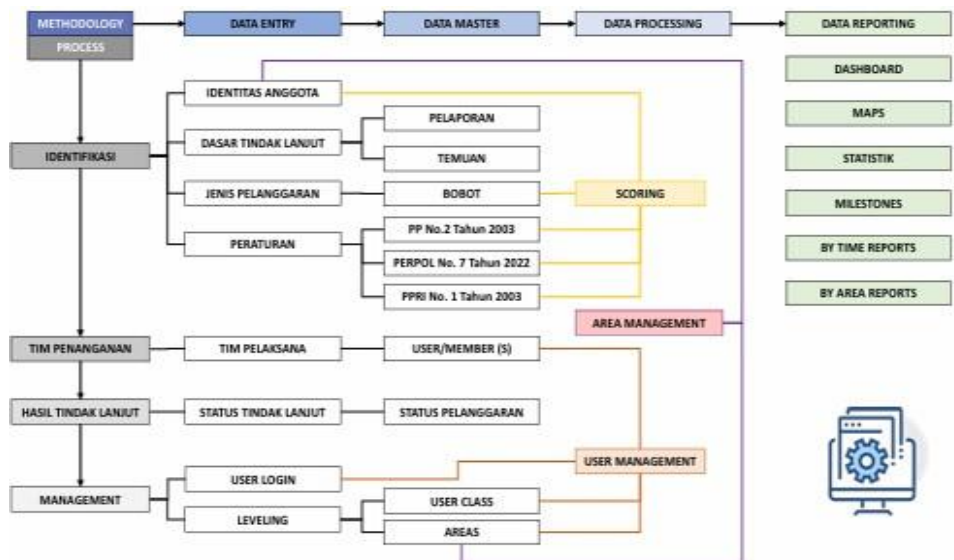 METHODOLOGY
DATA ENTRY
DATA MASTER
DATA PROCESSING
DATA REPORTING
PROCESS
DASHBOARD
IDENTITAS ANGGOTA
PELAPORAN
MAPS
DASAR TINDAK LANJUT
IDENTIFIKASI
TEMUAN
STATISTIK
JENIS PELANGGARAN
BOBOT
SCORING
MILESTONES
PP No.2 Tahun 2003
PERATURAN
BY TIME REPORTS
PERPOL No. 7 Tahun 2022
PPRI No. 1 Tahun 2003
BY AREA REPORTS
AREA MANAGEMENT
TIM PENANGANAN
TIM PELAKSANA
USER/MEMBER (S)
HASIL TINDAK LANJUT
STATUS TINDAK LANJUT
STATUS PELANGGARAN
USER LOGIN
USER MANAGEMENT
MANAGEMENT
USER CLASS
LEVELING
AREAS